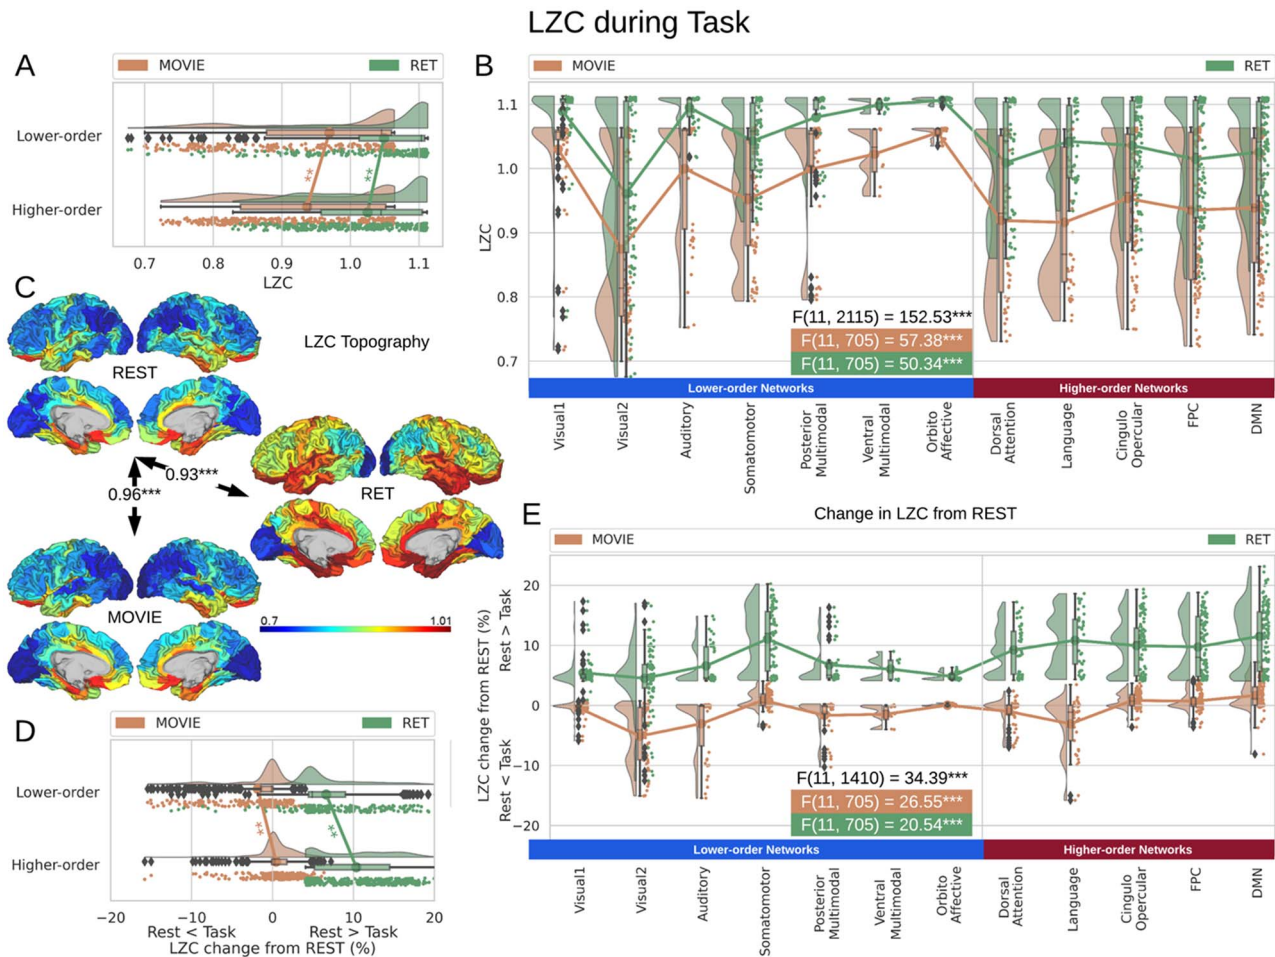 LZC during Task
A
MOVIE
RET
Lower-order
Higher-order
0.7
0.8
0.9
1.0
1.1
LZC
B
MOVIE
RET
LZC
1.1
1.0
0.9
0.8
0.7
F(11, 2115) = 152.53***
F(11, 705) = 57.38***
F(11, 705) = 50.34***
Lower-order Networks
Higher-order Networks
Visual1
Visual2
Auditory
Somatomotor
Posterior
Multimodal
Ventral
Multimodal
Orbito
Affective
Dorsal
Attention
Language
Cingulo
Opercular
FPC
DMN
C
LZC Topography
REST
0.93***
0.96***
RET
MOVIE
0.7
1.01
D
MOVIE
RET
Lower-order
Higher-order
**
**
−20
−10
0
10
20
Rest < Task
Rest > Task
LZC change from REST (%)
E
Change in LZC from REST
MOVIE
RET
LZC change from REST (%)
Rest < Task
Rest > Task
20
10
0
−10
−20
F(11, 1410) = 34.39***
F(11, 705) = 26.55***
F(11, 705) = 20.54***
Lower-order Networks
Higher-order Networks
Visual1
Visual2
Auditory
Somatomotor
Posterior
Multimodal
Ventral
Multimodal
Orbito
Affective
Dorsal
Attention
Language
Cingulo
Opercular
FPC
DMN